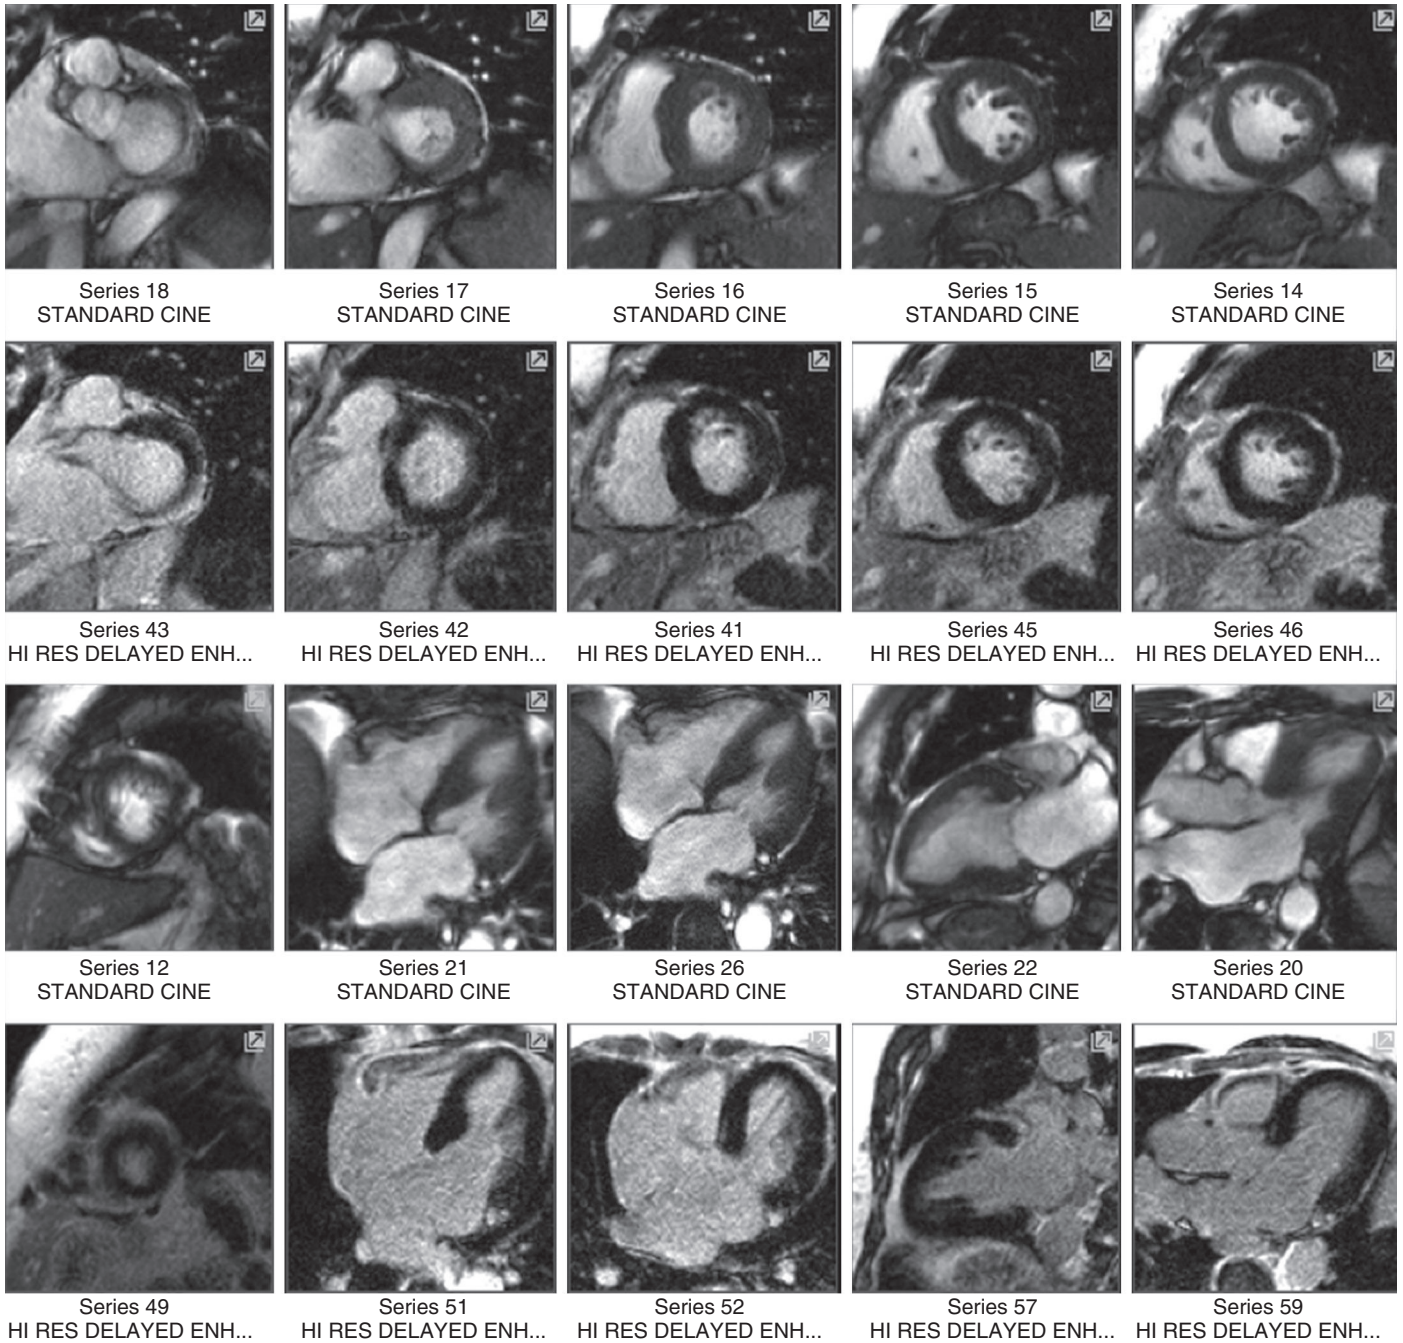 Series 18
STANDARD CINE
Series 17
STANDARD CINE
Series 16
STANDARD CINE
Series 15
STANDARD CINE
Series 14
STANDARD CINE
Series 43
HI RES DELAYED ENH...
Series 42
HI RES DELAYED ENH...
Series 41
HI RES DELAYED ENH...
Series 45
HI RES DELAYED ENH...
Series 46
HI RES DELAYED ENH...
Series 12
STANDARD CINE
Series 21
STANDARD CINE
Series 26
STANDARD CINE
Series 22
STANDARD CINE
Series 20
STANDARD CINE
Series 49
HI RES DELAYED ENH...
Series 51
HI RES DELAYED ENH...
Series 52
HI RES DELAYED ENH...
Series 57
HI RES DELAYED ENH...
Series 59
HI RES DELAYED ENH...